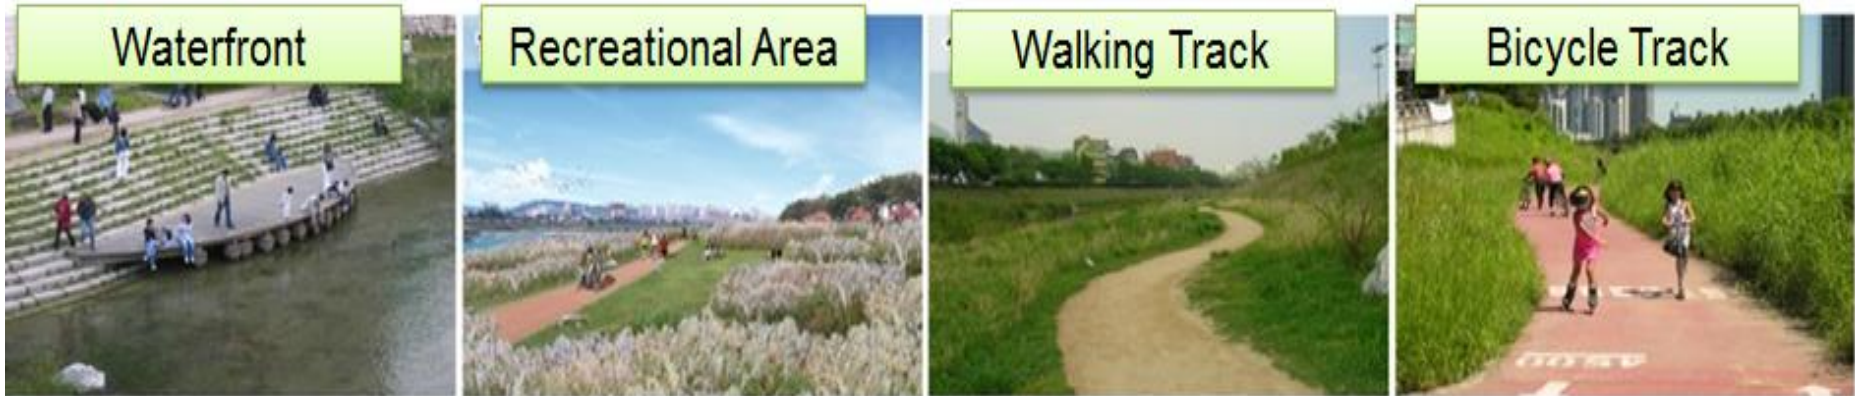 Waterfront
Recreational Area
Walking Track
Bicycle Track